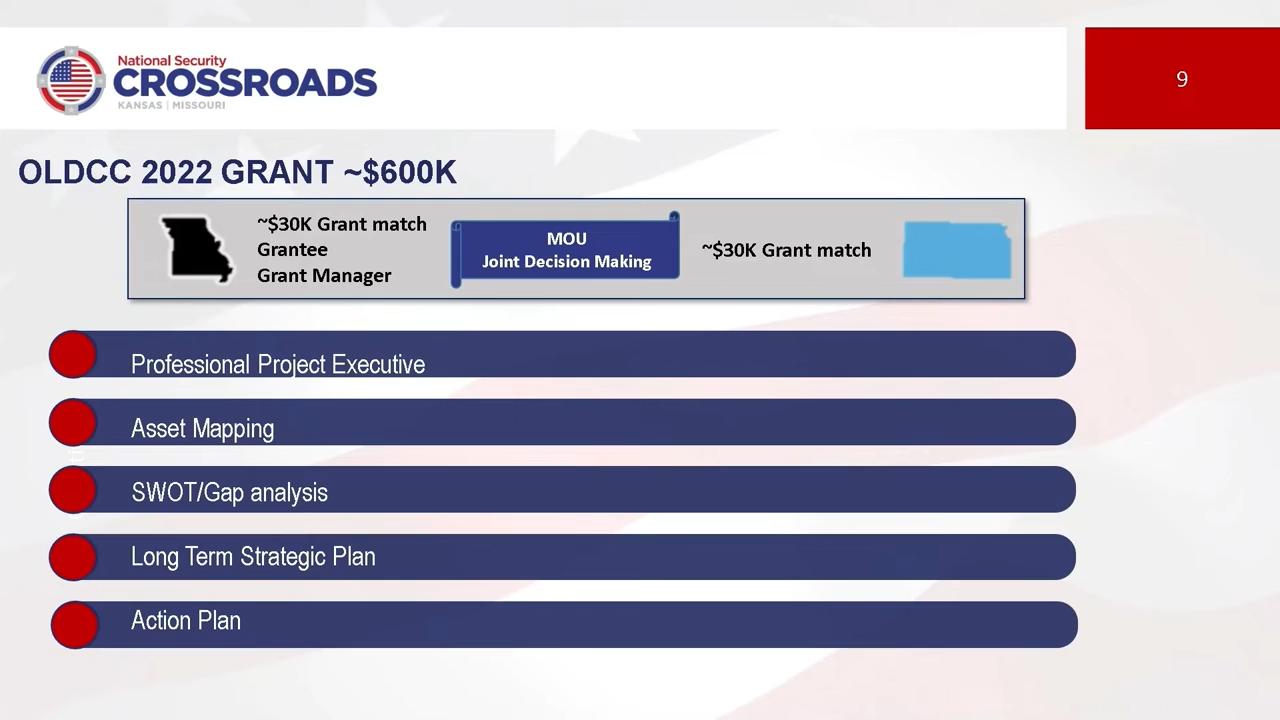 National Security
CROSSROADS
KANSAS | MISSOURI
9
OLDCC 2022 GRANT ~$600K
~$30K Grant match
Grantee
Grant Manager
MOU
Joint Decision Making
~$30K Grant match
Professional Project Executive
Asset Mapping
SWOT/Gap analysis
Long Term Strategic Plan
Action Plan